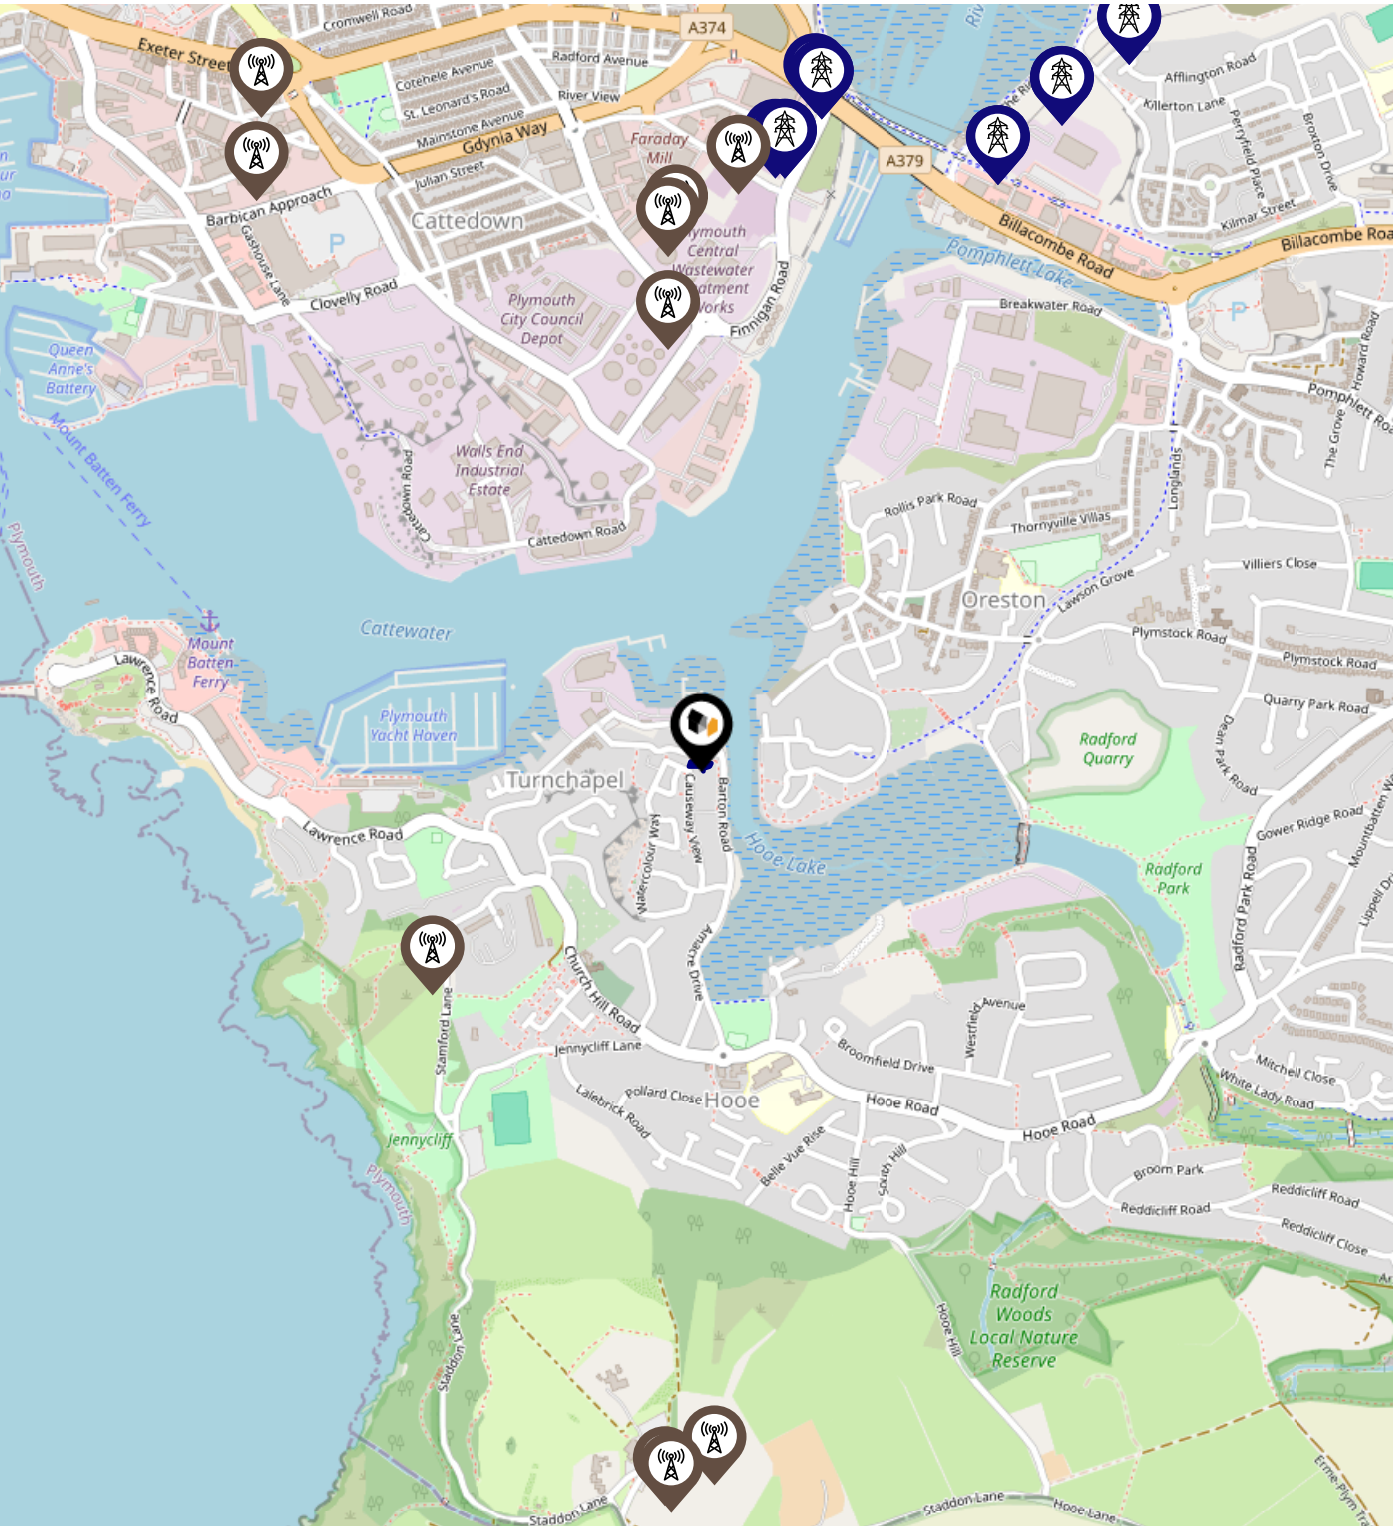 Cromwell Road
A374
Exeter Street
Radford Avenue
Cotehele Avenue
River View
St. Leonard's Road
Mainstone Avenue
Gdynia Way
Faraday
Mill
A379
Afflington Road
Killerton Lane
Perryfield Place
Broxton Drive
Kilmar Street
Julian Street
Barbican Approach
Cattedown
Gashouse Lane
P
Clovelly Road
Plymouth
City Council
Depot
Central
Wastewater
Finnigan Road
Billacombe Road
Pomphlett Lake
Breakwater Road
P
Howard Road
The Grove
Queen
Anne's
Battery
Mount Batten Ferry
Walls End
Industrial
Estate
Cattedown Road
Cattedown Road
Longlands
Rollis Park Road
Thornyville Villas
Villiers Close
Oreston
Lawson Grove
Plymstock Road
Plymstock Road
Quarry Park Road
Dean Park Road
Plymouth
Cattewater
Mount
Batten
Ferry
Lawrence Road
Plymouth
Yacht Haven
Radford
Quarry
Turnchapel
Causeway View
Barton Road
Watercolour Way
Lawrence Road
Hooe Lake
Gower Ridge Road
Radford
Park
Radford Park Road
Amacre Drive
Church Hill Road
Stamford Lane
Jennycliff Lane
Westfield Avenue
Broomfield Drive
Mitchell Close
White Lady Road
Lalebrick Road
Pollard Close
Hooe
Hooe Road
Hooe Road
Jennycliff
Plymouth
Belle Vue Rise
Hooe Hill
South Hill
Broom Park
Reddicliff Road
Reddicliff Road
Reddicliff Close
Radford
Woods
Local Nature
Reserve
Hooe Hill
Staddon Lane
Staddon Lane
Staddon Lane
Hooe Lane